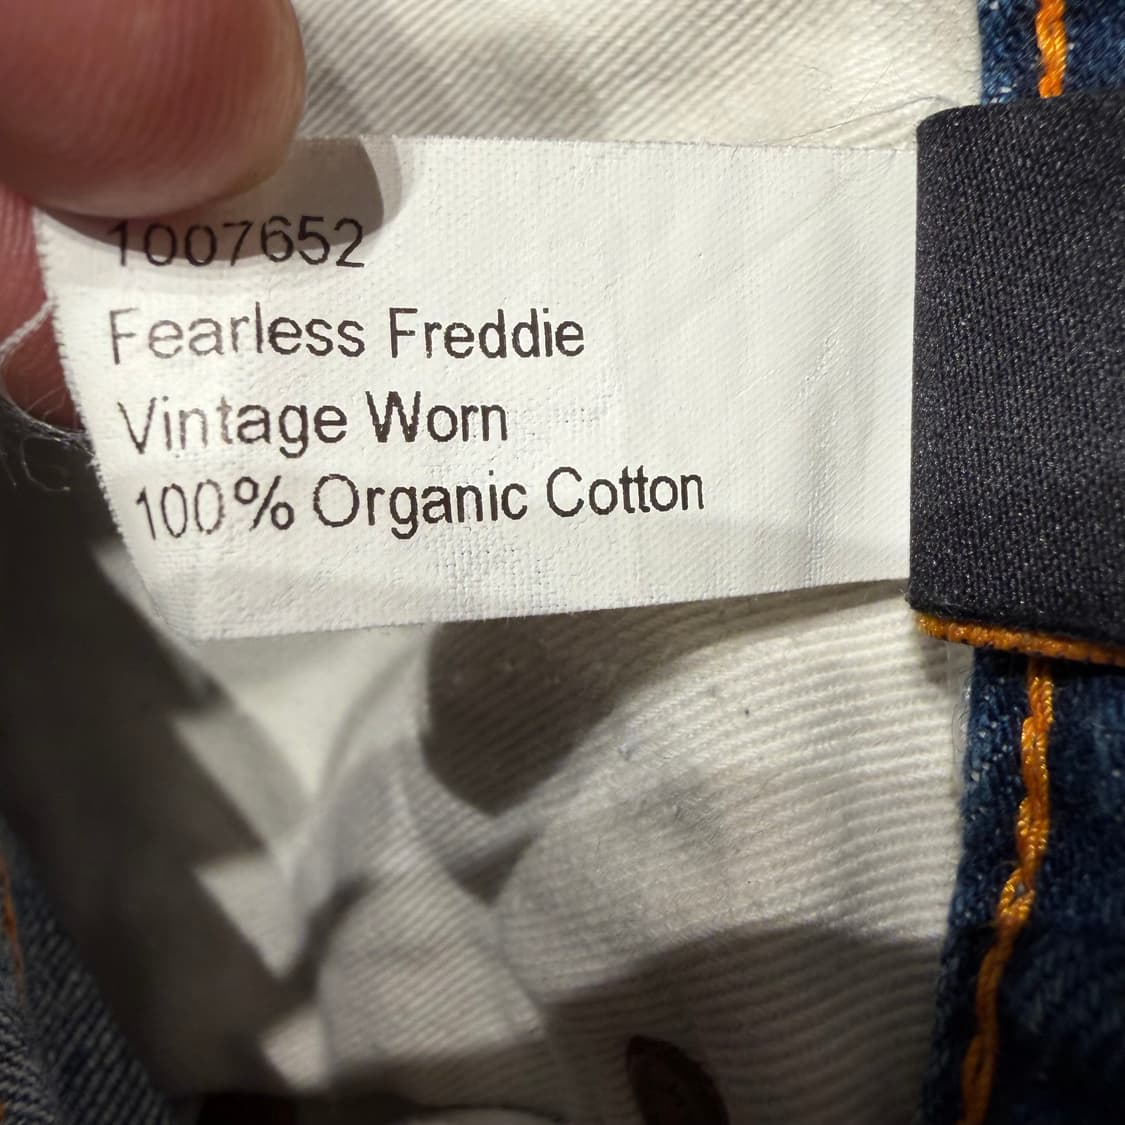 1007652
Fearless Freddie
Vintage Worn
100% Organic Cotton